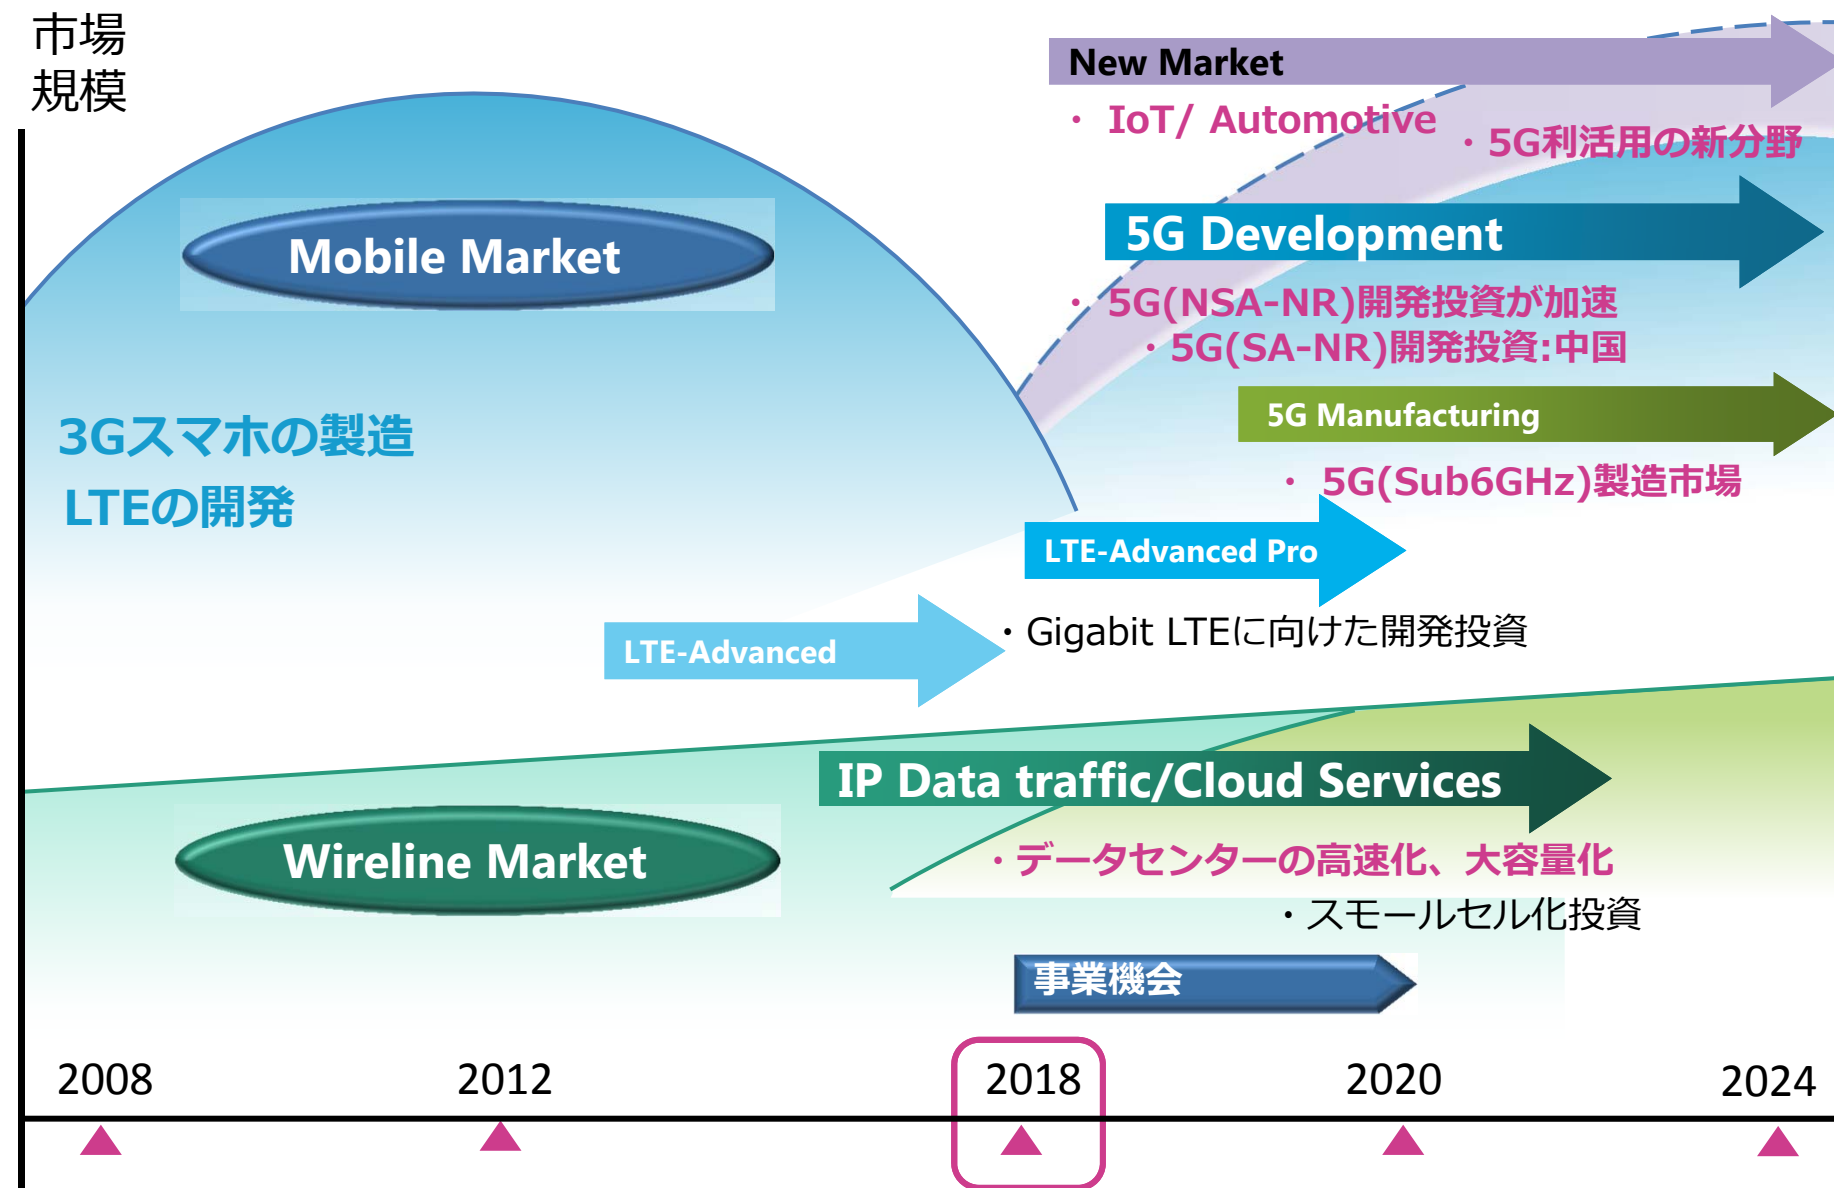 市場
規模
New Market
・ IoT/ Automotive
・5G利活用の新分野
Mobile Market
5G Development
・ 5G(NSA-NR)開発投資が加速
・5G(SA-NR)開発投資:中国
5G Manufacturing
・ 5G(Sub6GHz)製造市場
3Gスマホの製造
LTEの開発
LTE-Advanced Pro
・Gigabit LTEに向けた開発投資
LTE-Advanced
IP Data traffic/Cloud Services
Wireline Market
・データセンターの高速化、大容量化
・スモールセル化投資
事業機会
2008 2012 2018 2020 2024